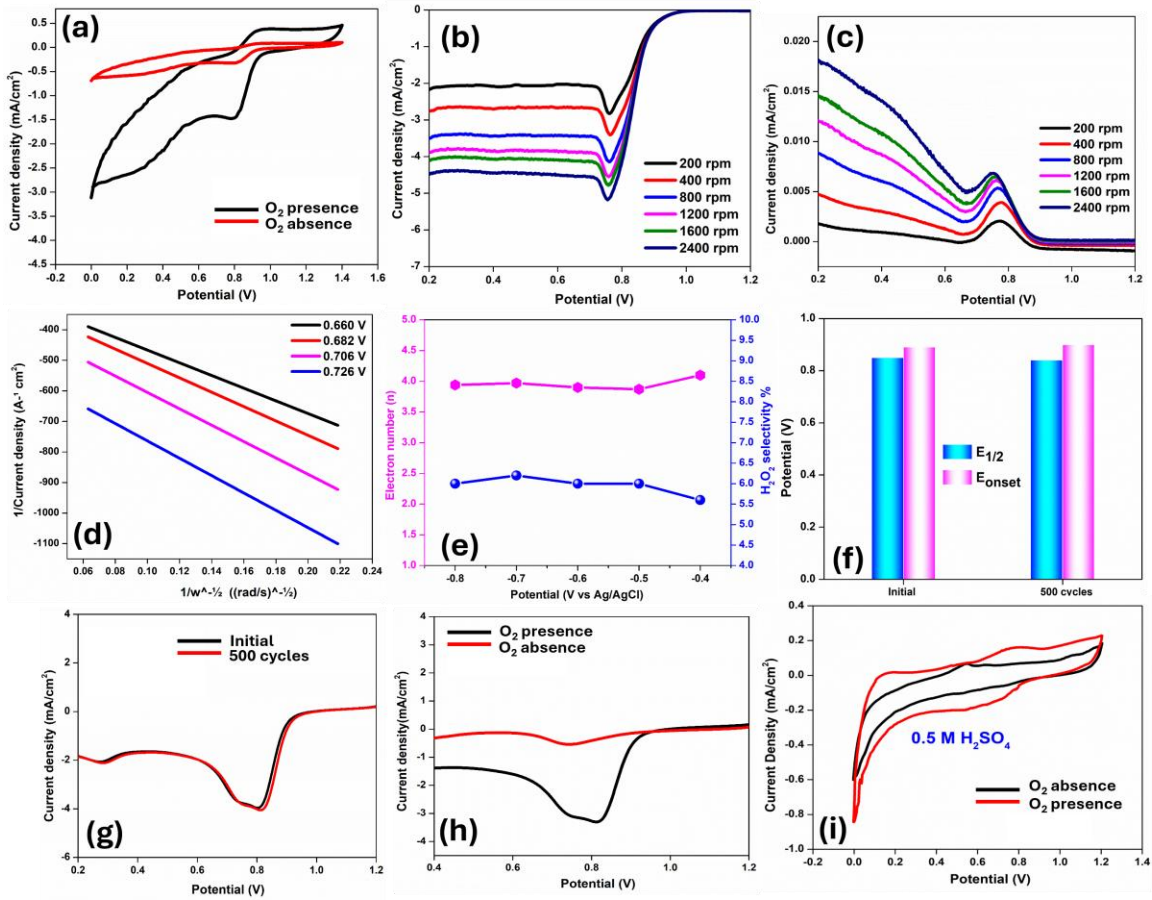 (a)
0.5
0.0
-0.5
-1.0
-1.5
-2.0
-2.5
-3.0
-3.5
-4.5
Current density (mA/cm²)
O₂ presence
O₂ absence
0.0 0.2 0.4 0.6 0.8 1.0 1.2 1.4
Potential (V)
(b)
0
-1
-2
-3
-4
-5
-6
-7
Current density (mA/cm²)
200 rpm
400 rpm
800 rpm
1200 rpm
1600 rpm
2400 rpm
0.2 0.4 0.6 0.8 1.0 1.2
Potential (V)
(c)
0.020
0.015
0.010
0.005
0.000
Current density (mA/cm²)
200 rpm
400 rpm
800 rpm
1200 rpm
1600 rpm
2400 rpm
0.2 0.4 0.6 0.8 1.0 1.2
Potential (V)
(d)
-400
-500
-600
-700
-800
-900
-1000
-1100
1/Current density (A⁻¹ cm²)
0.660 V
0.682 V
0.706 V
0.726 V
0.06 0.08 0.10 0.12 0.14 0.16 0.18 0.20 0.22 0.24
1/w^-½ ((rad/s)^-½)
(e)
5.0
4.5
4.0
3.5
3.0
2.5
2.0
1.5
1.0
Electron number (n)
10.0
9.5
9.0
8.5
8.0
7.5
7.0
6.5
6.0
5.5
5.0
4.5
4.0
H₂O₂ selectivity %
-0.8 -0.7 -0.6 -0.5 -0.4
Potential (V vs Ag/AgCl)
(f)
1.0
0.8
0.6
0.4
0.2
0.0
Potential (V)
E1/2
Eonset
Initial 500 cycles
(g)
4
2
0
-2
-4
-6
Current density (mA/cm²)
Initial
500 cycles
0.2 0.4 0.6 0.8 1.0 1.2
Potential (V)
(h)
4
3
2
1
0
-1
-2
-3
-4
Current density(mA/cm²)
O₂ presence
O₂ absence
0.4 0.6 0.8 1.0 1.2
Potential (V)
(i)
0.4
0.2
0.0
-0.2
-0.4
-0.6
-0.8
-1.0
Current Density (mA/cm²)
0.5 M H₂SO₄
O₂ absence
O₂ presence
-0.2 0.0 0.2 0.4 0.6 0.8 1.0 1.2 1.4
Potential (V)